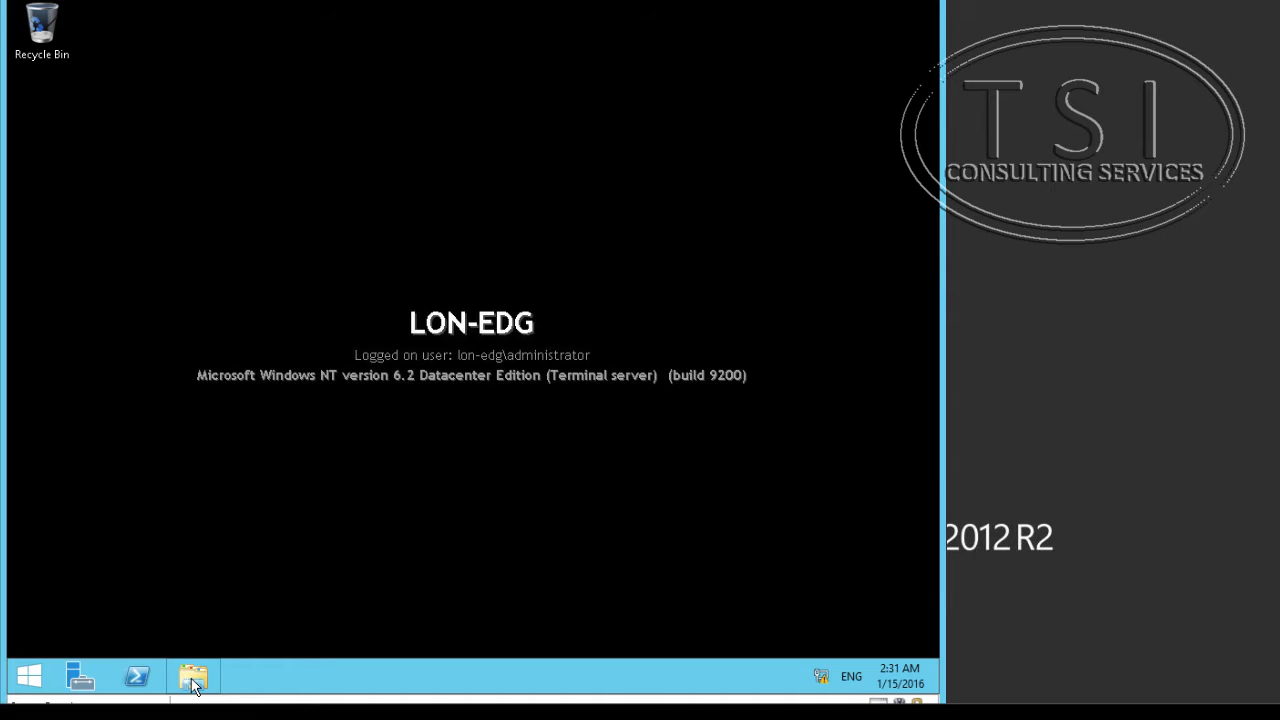 Recycle Bin
T S I
CONSULTING SERVICES
LON-EDG
Logged on user: lon-edg\administrator
Microsoft Windows NT version 6.2 Datacenter Edition (Terminal server) (build 9200)
2012 R2
ENG
2:31 AM
1/15/2016